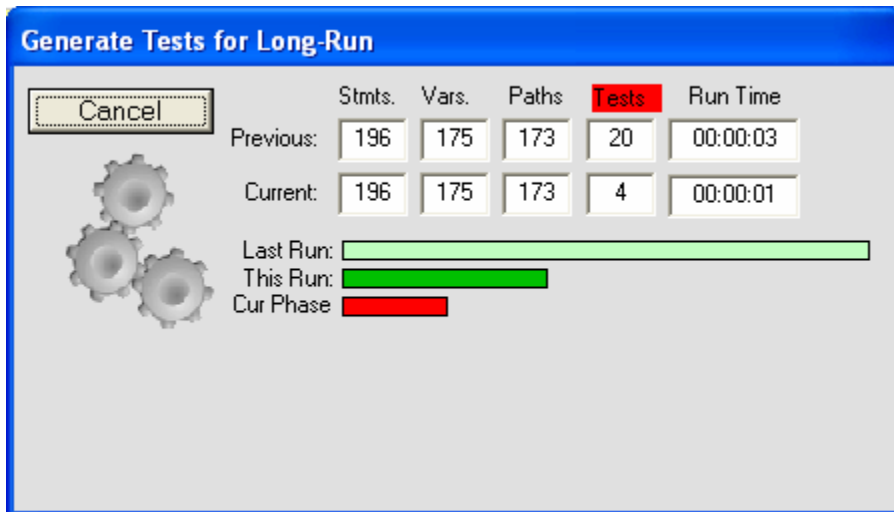 Generate Tests for Long-Run
Cancel
Stmts. Vars. Paths Tests Run Time
Previous: 196 175 173 20 00:00:03
Current: 196 175 173 4 00:00:01
Last Run:
This Run:
Cur Phase